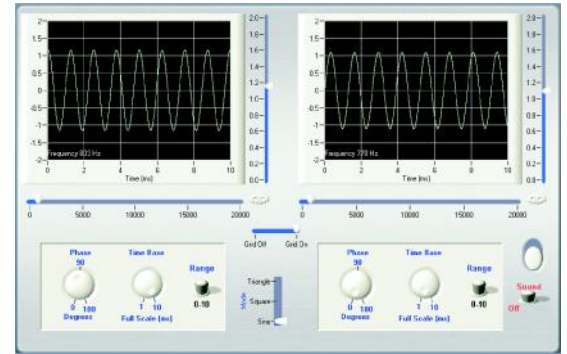 2-
1.5-
1-
0.5-
0-
-0.5-
-1-
-1.5-
-2-
0 2 4 6 8 10
Time (ms)
2.0-
1.8-
1.6-
1.4-
1.2-
1.0-
0.8-
0.6-
0.4-
0.2-
0.0-
2-
1.5-
1-
0.5-
0-
-0.5-
-1-
-1.5-
-2-
Frequency 778 Hz
0 2 4 6 8 10
Time (ms)
2.0-
1.8-
1.6-
1.4-
1.2-
1.0-
0.8-
0.6-
0.4-
0.2-
0.0-
0 5000 10000 15000 20000
0 5000 10000 15000 20000
Grid Off Grid On
Phase
90
0 180
Degrees
Time Base
1 10
Full Scale (ms)
Range
0-10
Mode
Triangle
Square
Sine
Phase
90
0 180
Degrees
Time Base
1 10
Full Scale (ms)
Range
0-10
Sound
Off